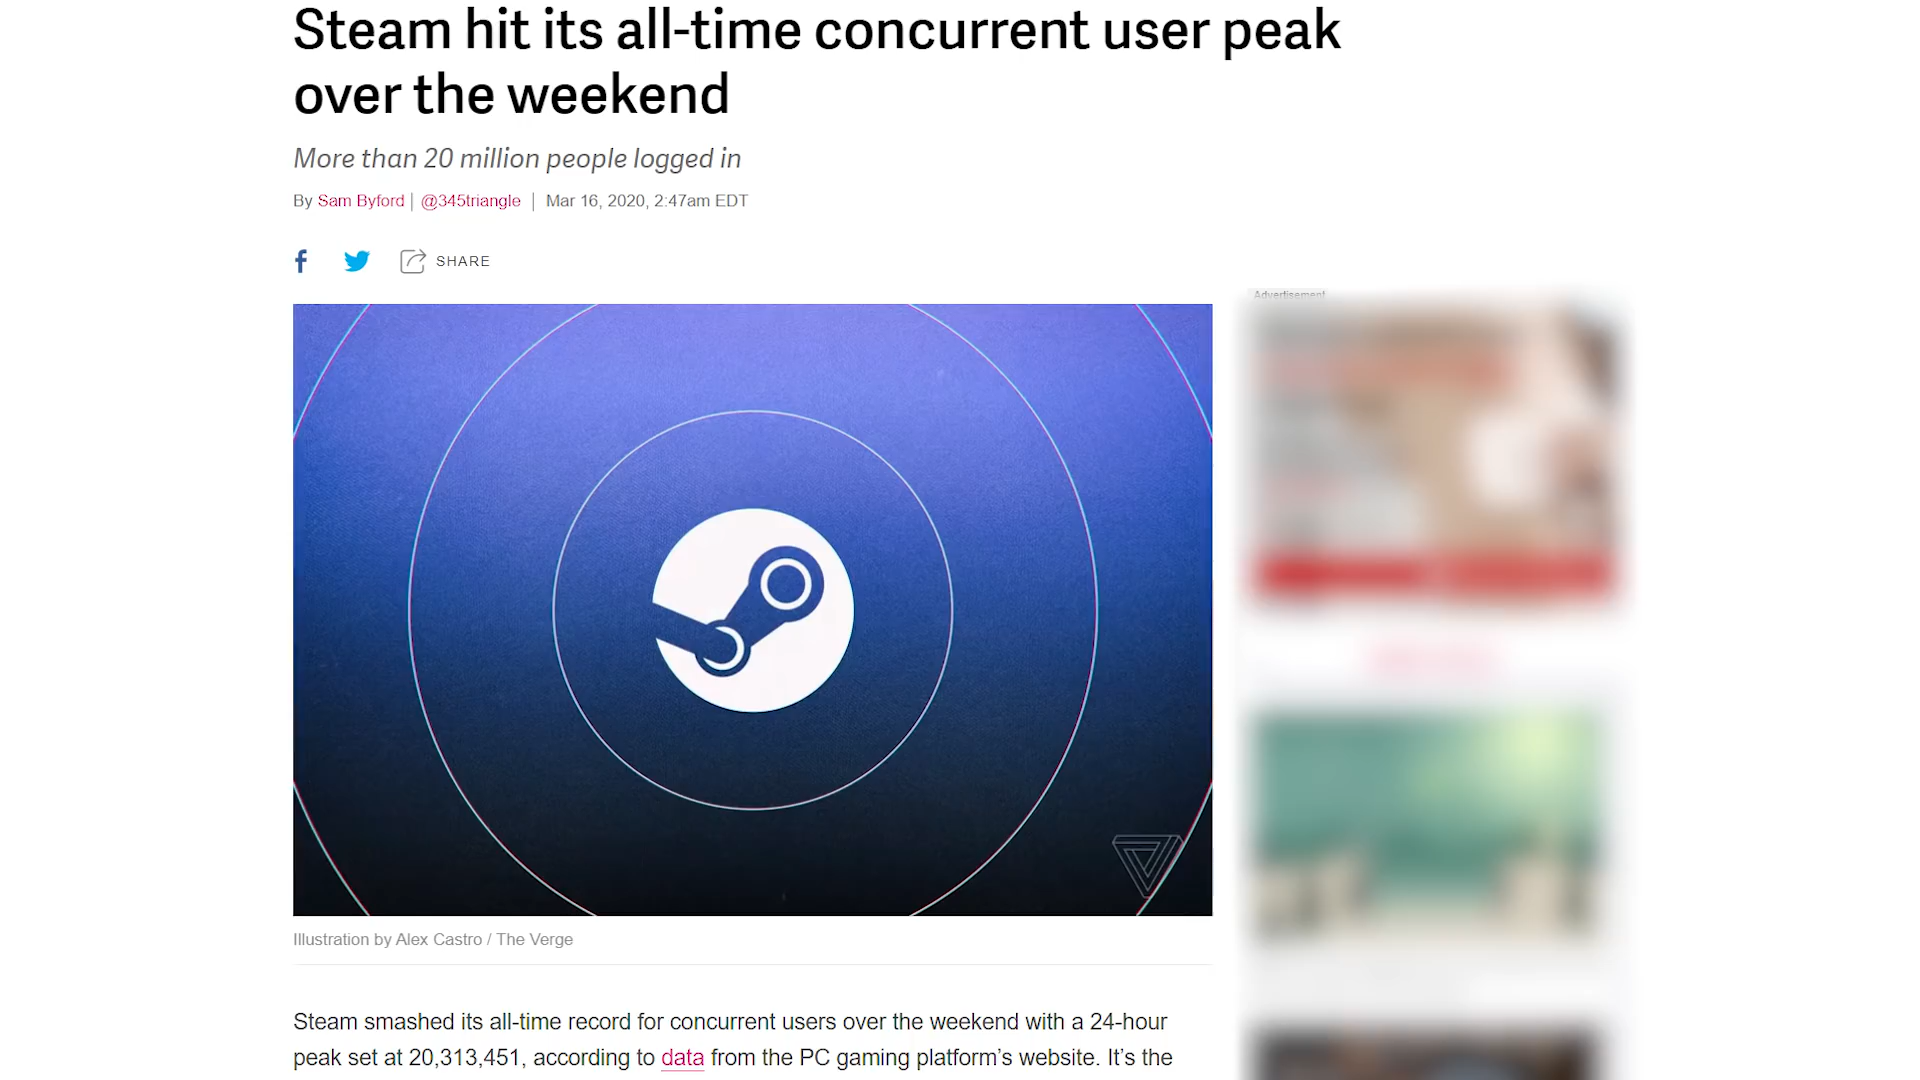 Steam hit its all-time concurrent user peak
over the weekend
More than 20 million people logged in
By Sam Byford | @345triangle | Mar 16, 2020, 2:47am EDT
SHARE
Advertisement
Illustration by Alex Castro / The Verge
Steam smashed its all-time record for concurrent users over the weekend with a 24-hour
peak set at 20,313,451, according to data from the PC gaming platform’s website. It’s the